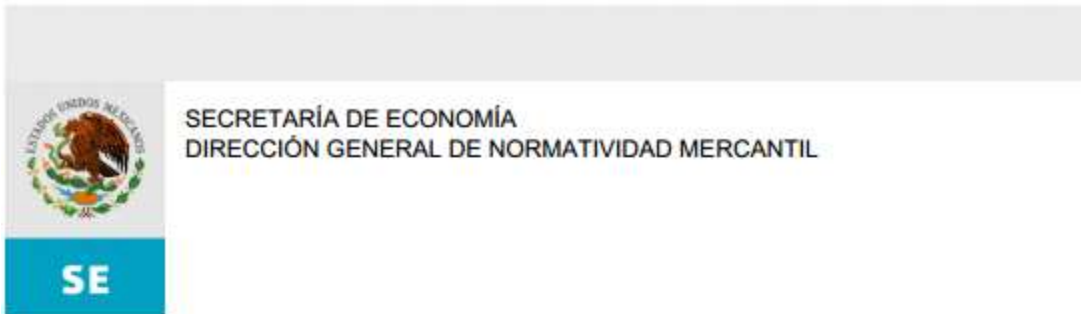 ESTADOS UNIDOS MEXICANOS
SECRETARÍA DE ECONOMÍA
DIRECCIÓN GENERAL DE NORMATIVIDAD MERCANTIL
SE